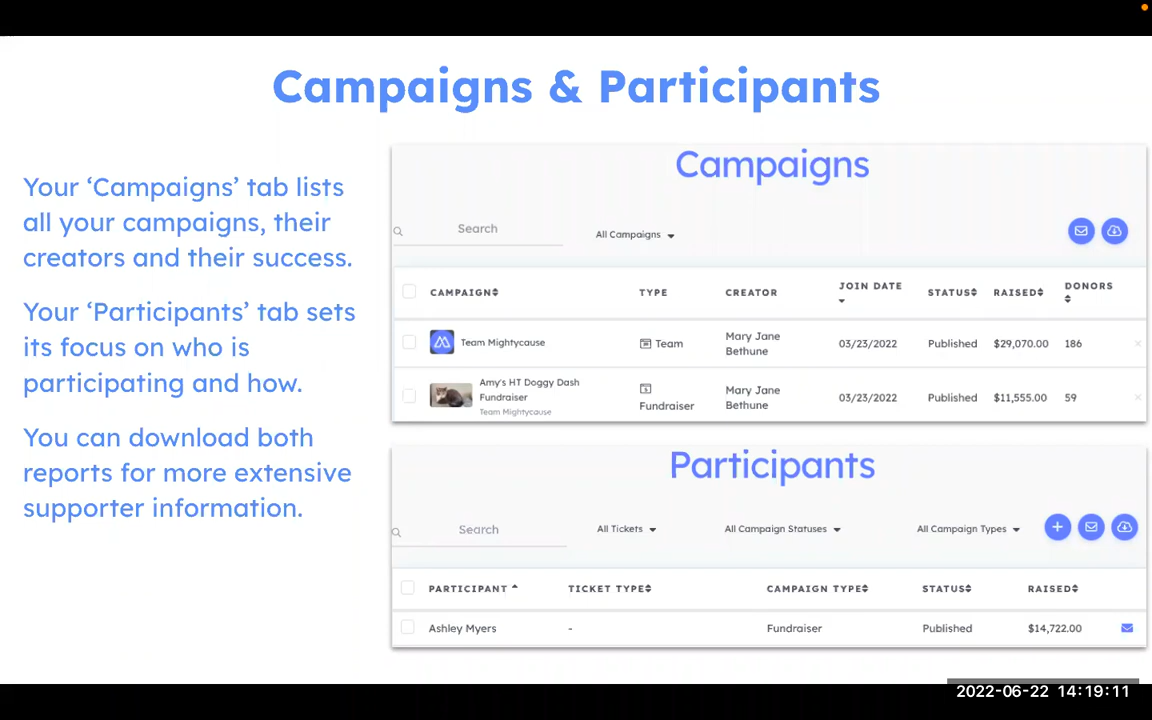 Campaigns & Participants
Your ‘Campaigns’ tab lists
all your campaigns, their
creators and their success.
Your ‘Participants’ tab sets
its focus on who is
participating and how.
You can download both
reports for more extensive
supporter information.
Campaigns
Search
All Campaigns
CAMPAIGN TYPE CREATOR JOIN DATE STATUS RAISED DONORS
Team Mightycause Team Mary Jane Bethune 03/23/2022 Published $29,070.00 186
Amy's HT Doggy Dash
Fundraiser
Team Mightycause
Fundraiser
Mary Jane
Bethune
03/23/2022 Published $11,555.00 59
Participants
Search
All Tickets All Campaign Statuses All Campaign Types
PARTICIPANT TICKET TYPE CAMPAIGN TYPE STATUS RAISED
Ashley Myers - Fundraiser Published $14,722.00
2022-06-22 14:19:11